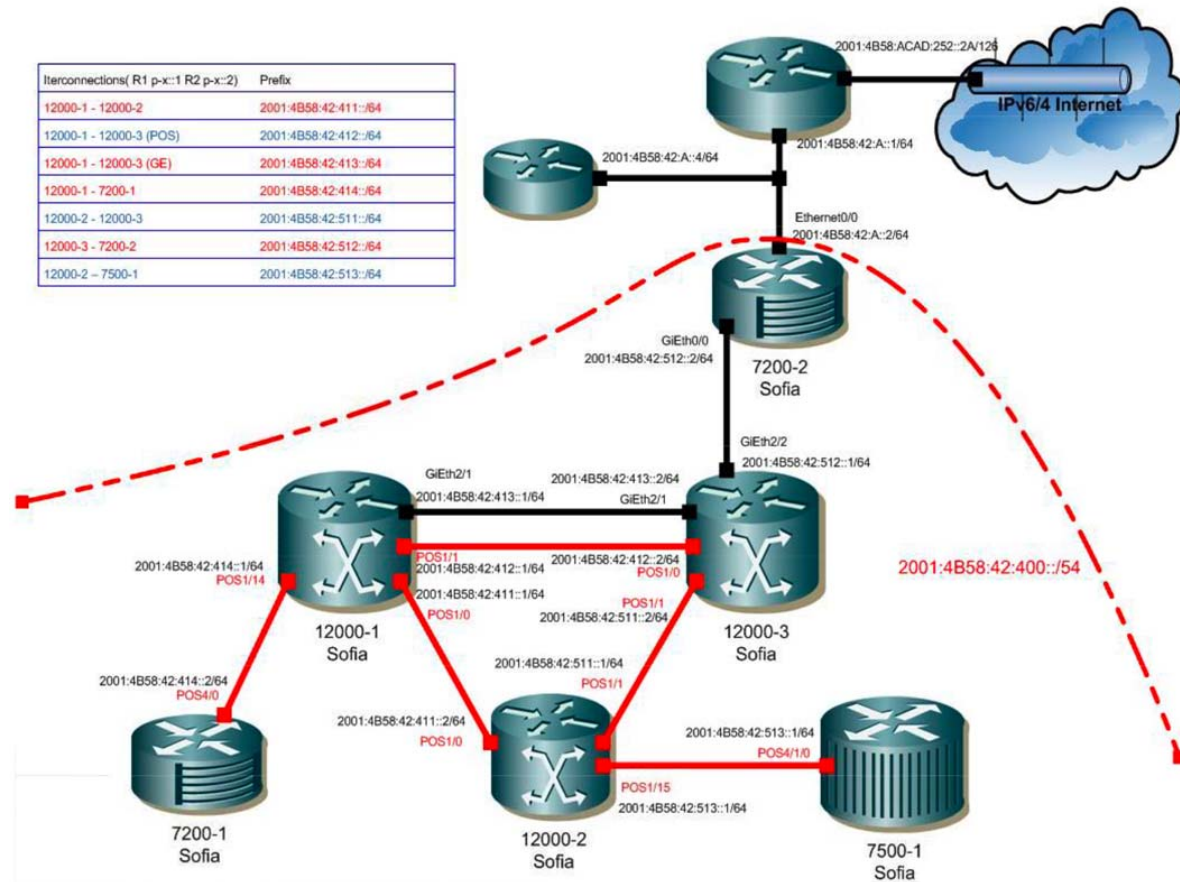 Iterconnections( R1 p-x::1 R2 p-x::2) Prefix
12000-1 - 12000-2 2001:4B58:42:411::/64
12000-1 - 12000-3 (POS) 2001:4B58:42:412::/64
12000-1 - 12000-3 (GE) 2001:4B58:42:413::/64
12000-1 - 7200-1 2001:4B58:42:414::/64
12000-2 - 12000-3 2001:4B58:42:511::/64
12000-3 - 7200-2 2001:4B58:42:512::/64
12000-2 – 7500-1 2001:4B58:42:513::/64
2001:4B58:ACAD:252::2A/126
IPv6/4 Internet
2001:4B58:42:A::1/64
2001:4B58:42:A::4/64
Ethernet0/0
2001:4B58:42:A::2/64
GiEth0/0
2001:4B58:42:512::2/64
7200-2
Sofia
GiEth2/2
2001:4B58:42:512::1/64
GiEth2/1
2001:4B58:42:413::1/64
2001:4B58:42:413::2/64
GiEth2/1
POS1/1
2001:4B58:42:412::1/64
2001:4B58:42:412::2/64
POS1/0
2001:4B58:42:414::1/64
POS1/14
2001:4B58:42:411::1/64
POS1/0
POS1/1
2001:4B58:42:511::2/64
2001:4B58:42:400::/54
12000-1
Sofia
12000-3
Sofia
2001:4B58:42:511::1/64
POS1/1
2001:4B58:42:414::2/64
POS4/0
2001:4B58:42:411::2/64
POS1/0
2001:4B58:42:513::1/64
POS4/1/0
POS1/15
2001:4B58:42:513::1/64
7200-1
Sofia
12000-2
Sofia
7500-1
Sofia